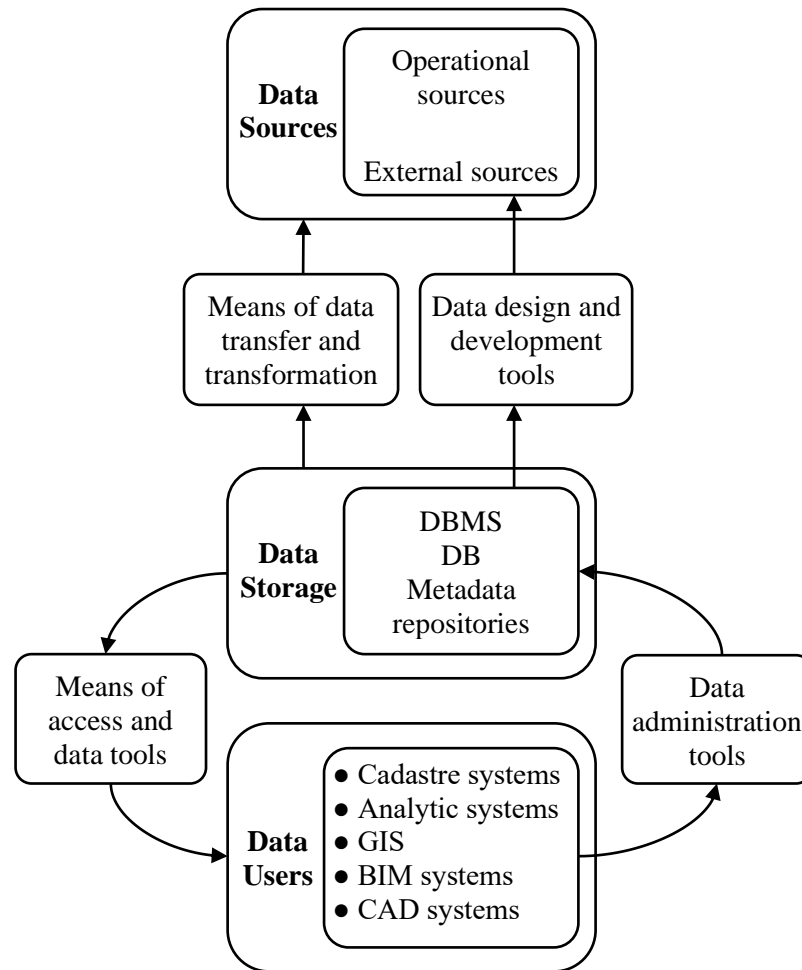 Data
Sources
Operational
sources
External sources
Means of data
transfer and
transformation
Data design and
development
tools
Data
Storage
DBMS
DB
Metadata
repositories
Means of
access and
data tools
Data
administration
tools
Data
Users
● Cadastre systems
● Analytic systems
● GIS
● BIM systems
● CAD systems